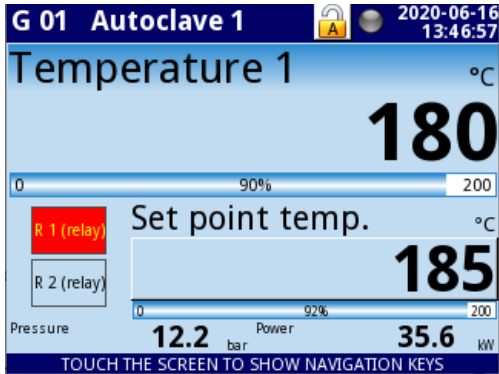 G 01 Autoclave 1 A 2020-06-16
13:46:57
Temperature 1 °C
180
0 90% 200
R 1 (relay)
Set point temp. °C
185
R 2 (relay)
0 92% 200
Pressure 12.2 bar Power 35.6 kW
TOUCH THE SCREEN TO SHOW NAVIGATION KEYS